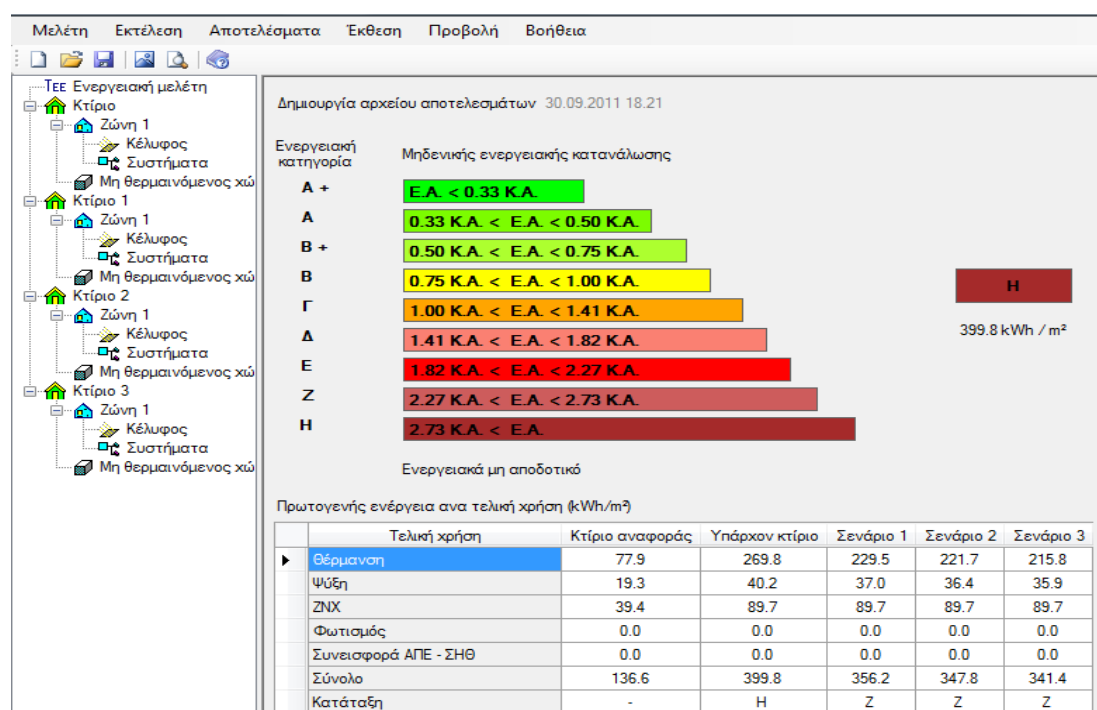 Μελέτη Εκτέλεση Αποτελέσματα Έκθεση Προβολή Βοήθεια
ΤΕΕ Ενεργειακή μελέτη
Κτίριο
Ζώνη 1
Κέλυφος
Συστήματα
Μη θερμαινόμενος χώ
Κτίριο 1
Ζώνη 1
Κέλυφος
Συστήματα
Μη θερμαινόμενος χώ
Κτίριο 2
Ζώνη 1
Κέλυφος
Συστήματα
Μη θερμαινόμενος χώ
Κτίριο 3
Ζώνη 1
Κέλυφος
Συστήματα
Μη θερμαινόμενος χώ
Δημιουργία αρχείου αποτελεσμάτων 30.09.2011 18.21
Ενεργειακή
κατηγορία
Μηδενικής ενεργειακής κατανάλωσης
Α + Ε.Α. < 0.33 Κ.Α.
Α 0.33 Κ.Α. < Ε.Α. < 0.50 Κ.Α.
Β + 0.50 Κ.Α. < Ε.Α. < 0.75 Κ.Α.
Β 0.75 Κ.Α. < Ε.Α. < 1.00 Κ.Α.
Γ 1.00 Κ.Α. < Ε.Α. < 1.41 Κ.Α.
Δ 1.41 Κ.Α. < Ε.Α. < 1.82 Κ.Α.
Ε 1.82 Κ.Α. < Ε.Α. < 2.27 Κ.Α.
Ζ 2.27 Κ.Α. < Ε.Α. < 2.73 Κ.Α.
Η 2.73 Κ.Α. < Ε.Α.
Ενεργειακά μη αποδοτικό
Η
399.8 kWh / m²
Πρωτογενής ενέργεια ανα τελική χρήση (kWh/m²)
Τελική χρήση Κτίριο αναφοράς Υπάρχον κτίριο Σενάριο 1 Σενάριο 2 Σενάριο 3
Θέρμανση 77.9 269.8 229.5 221.7 215.8
Ψύξη 19.3 40.2 37.0 36.4 35.9
ΖΝΧ 39.4 89.7 89.7 89.7 89.7
Φωτισμός 0.0 0.0 0.0 0.0 0.0
Συνεισφορά ΑΠΕ - ΣΗΘ 0.0 0.0 0.0 0.0 0.0
Σύνολο 136.6 399.8 356.2 347.8 341.4
Κατάταξη - Η Ζ Ζ Ζ